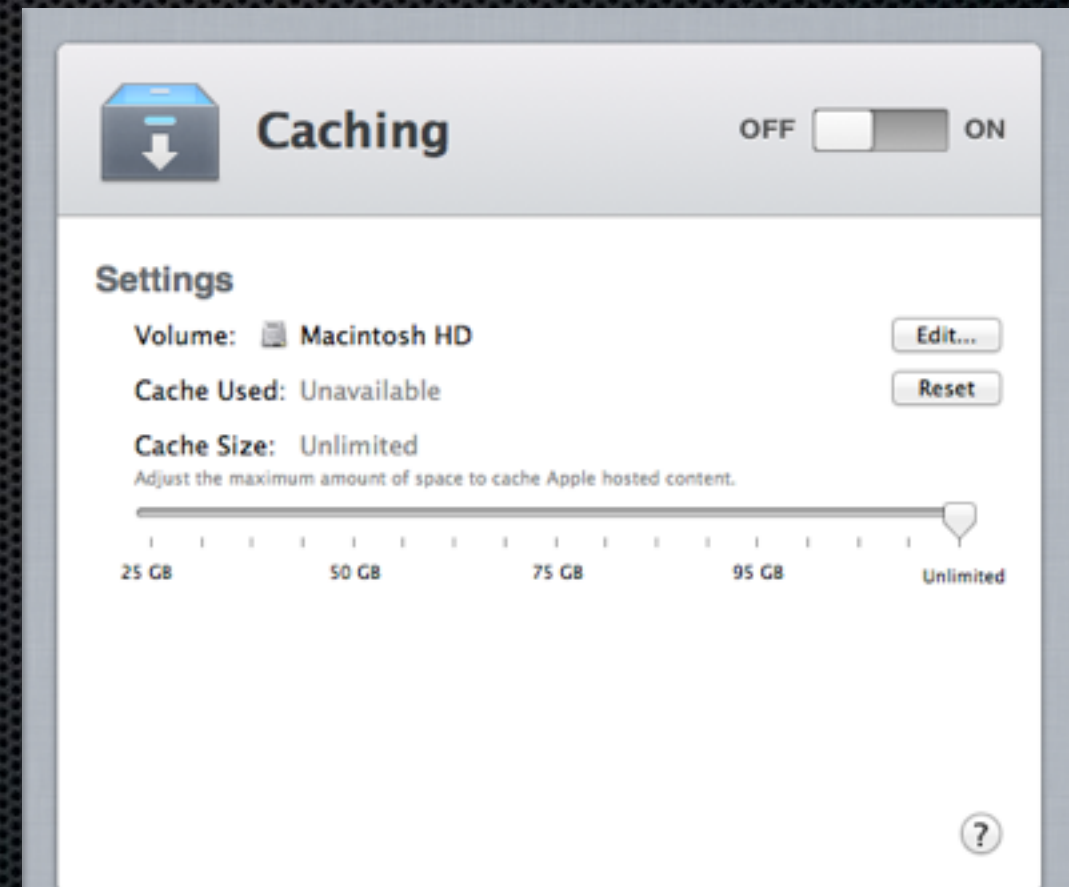 Caching
OFF ON
Settings
Volume: Macintosh HD
Edit...
Cache Used: Unavailable
Reset
Cache Size: Unlimited
Adjust the maximum amount of space to cache Apple hosted content.
25 GB 50 GB 75 GB 95 GB Unlimited
?